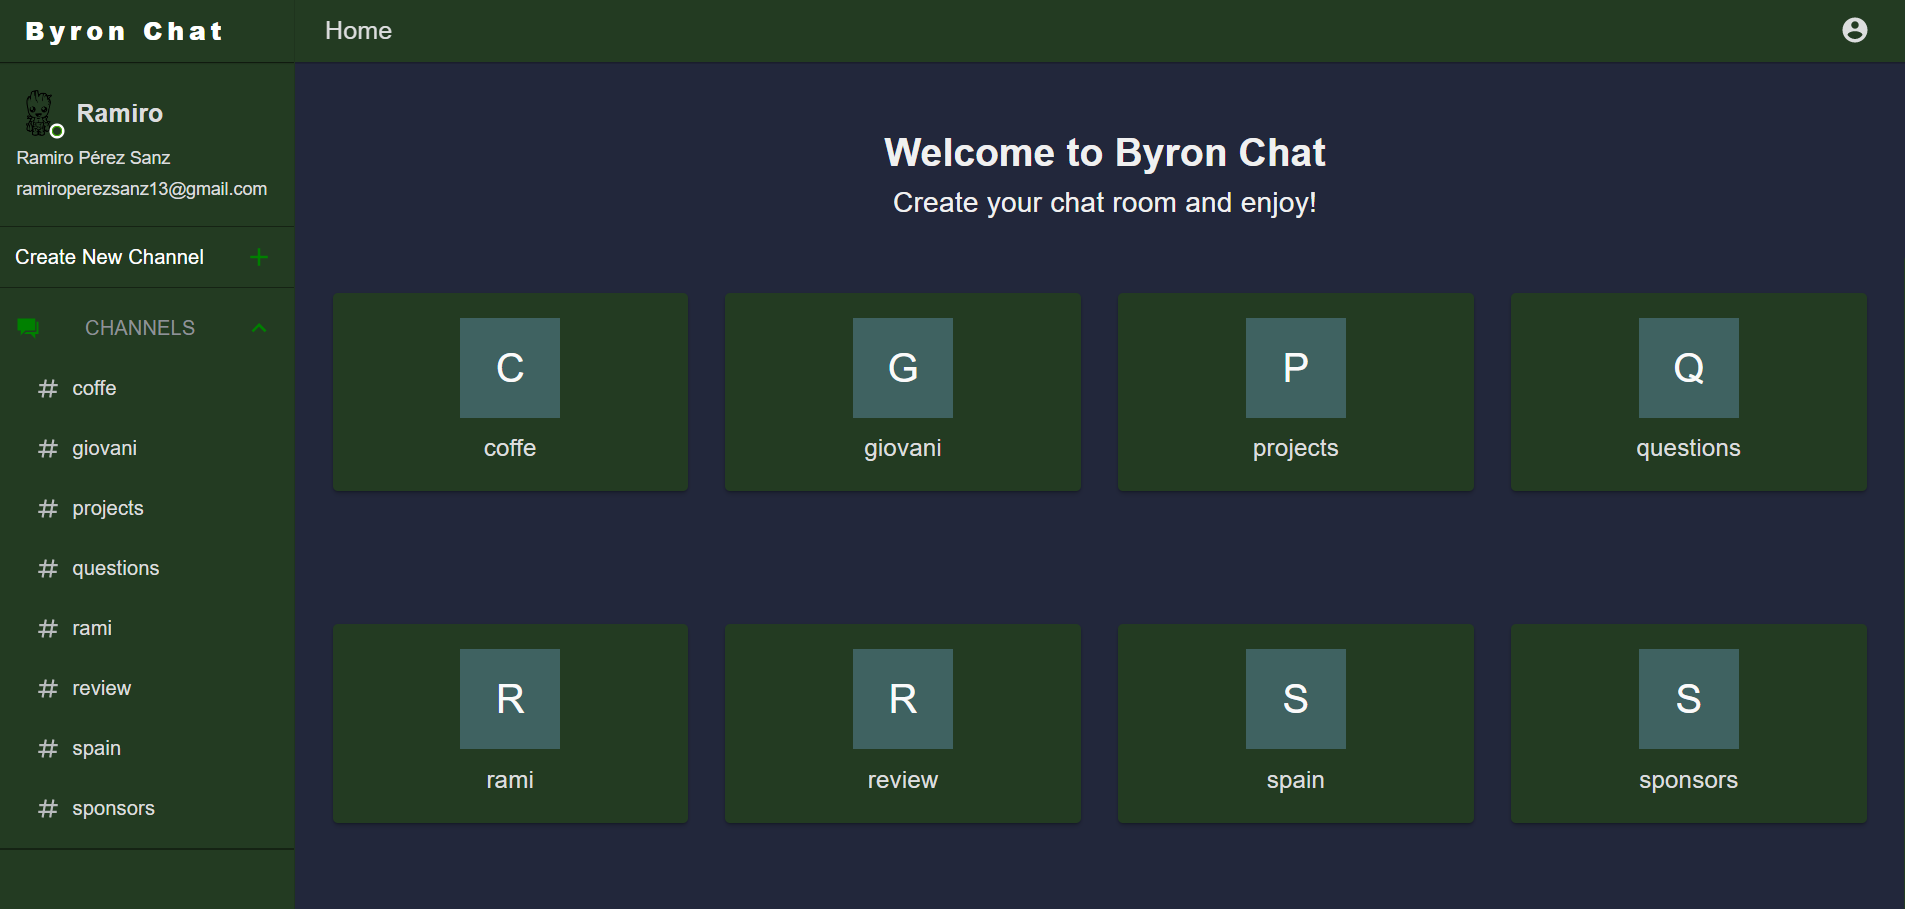 Byron Chat
Home
Ramiro
Ramiro Pérez Sanz
ramiroperezsanz13@gmail.com
Create New Channel
CHANNELS
# coffe
# giovani
# projects
# questions
# rami
# review
# spain
# sponsors
Welcome to Byron Chat
Create your chat room and enjoy!
C
coffe
G
giovani
P
projects
Q
questions
R
rami
R
review
S
spain
S
sponsors